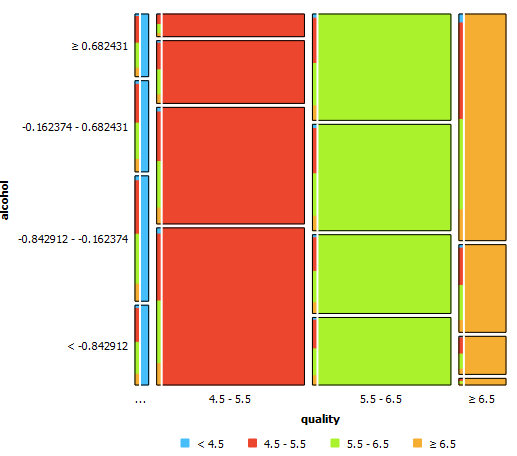 ≥ 0.682431
-0.162374 - 0.682431
alcohol
-0.842912 - -0.162374
< -0.842912
... 4.5 - 5.5 5.5 - 6.5 ≥ 6.5
quality
< 4.5 4.5 - 5.5 5.5 - 6.5 ≥ 6.5